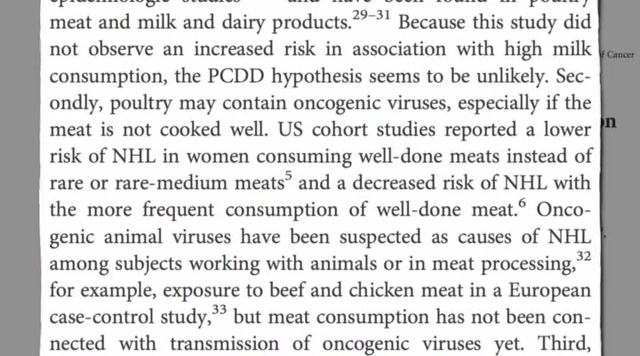 meat and milk and dairy products.29–31 Because this study did
not observe an increased risk in association with high milk
consumption, the PCDD hypothesis seems to be unlikely. Sec-
ondly, poultry may contain oncogenic viruses, especially if the
meat is not cooked well. US cohort studies reported a lower
risk of NHL in women consuming well-done meats instead of
rare or rare-medium meats5 and a decreased risk of NHL with
the more frequent consumption of well-done meat.6 Onco-
genic animal viruses have been suspected as causes of NHL
among subjects working with animals or in meat processing,32
for example, exposure to beef and chicken meat in a European
case-control study,33 but meat consumption has not been con-
nected with transmission of oncogenic viruses yet. Third,
f Cancer
on